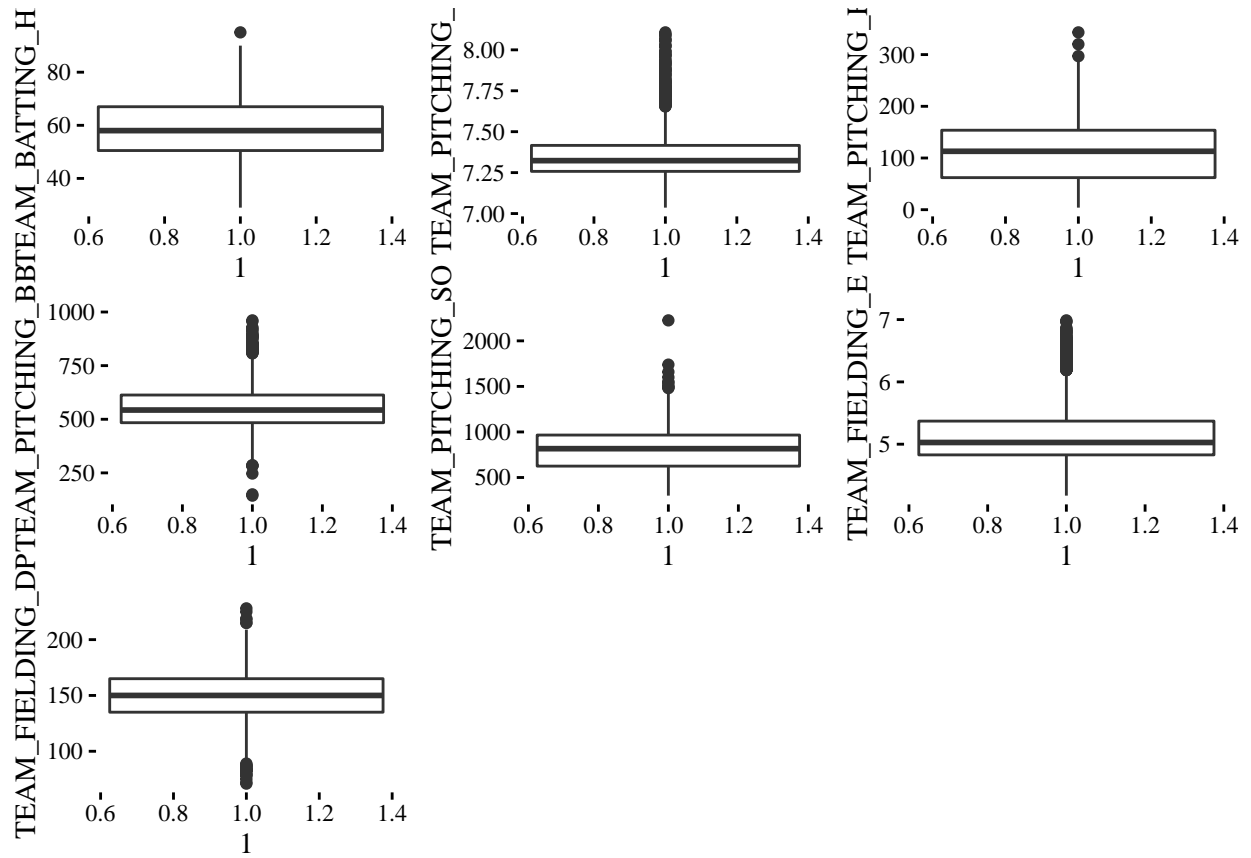 TEAM_BATTING_H
80
60
40
0.6 0.8 1.0 1.2 1.4
1
TEAM_PITCHING_
8.00
7.75
7.50
7.25
7.00
0.6 0.8 1.0 1.2 1.4
1
TEAM_PITCHING_
300
200
100
0
0.6 0.8 1.0 1.2 1.4
1
TEAM_PITCHING_BB
1000
750
500
250
0.6 0.8 1.0 1.2 1.4
1
TEAM_PITCHING_SO
2000
1500
1000
500
0.6 0.8 1.0 1.2 1.4
1
TEAM_FIELDING_E
7
6
5
0.6 0.8 1.0 1.2 1.4
1
TEAM_FIELDING_DP
200
150
100
0.6 0.8 1.0 1.2 1.4
1